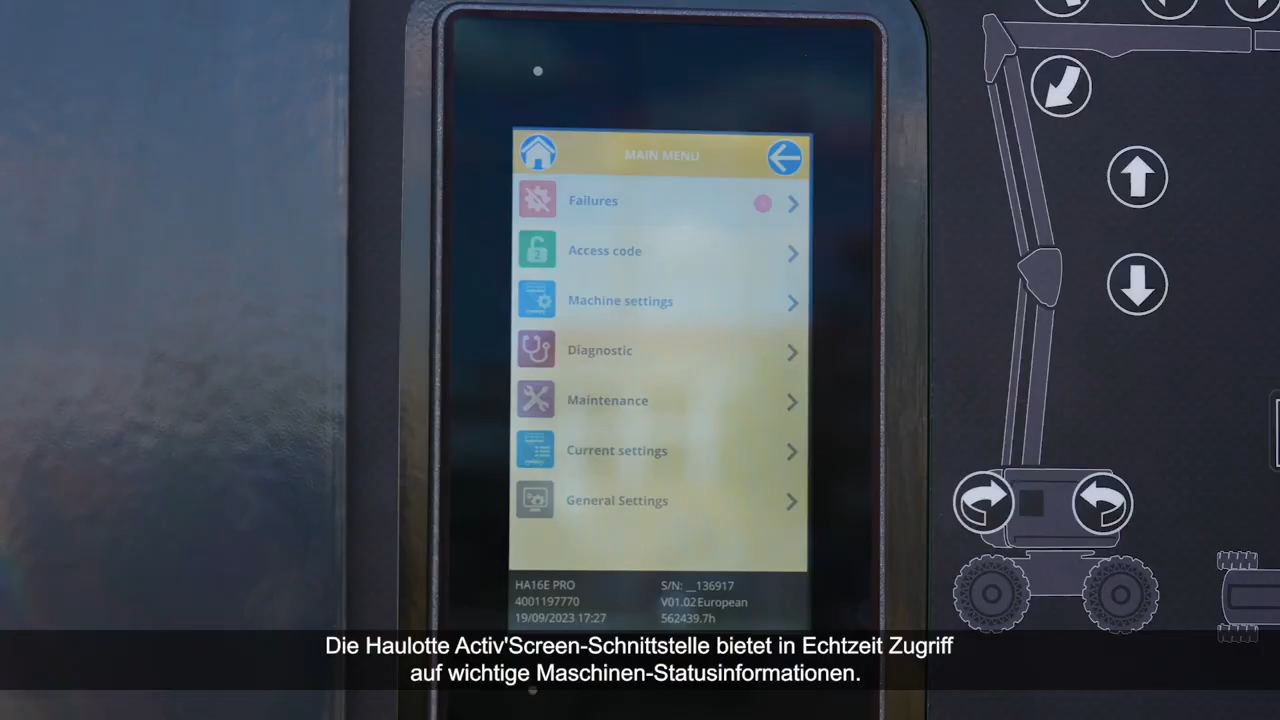 MAIN MENU
Failures
Access code
2
Machine settings
Diagnostic
Maintenance
Current settings
General Settings
HA16E PRO
S/N: __136917
4001197770
V01.02 European
19/09/2023 17:27
562439.7h
Die Haulotte Activ'Screen-Schnittstelle bietet in Echtzeit Zugriff
auf wichtige Maschinen-Statusinformationen.